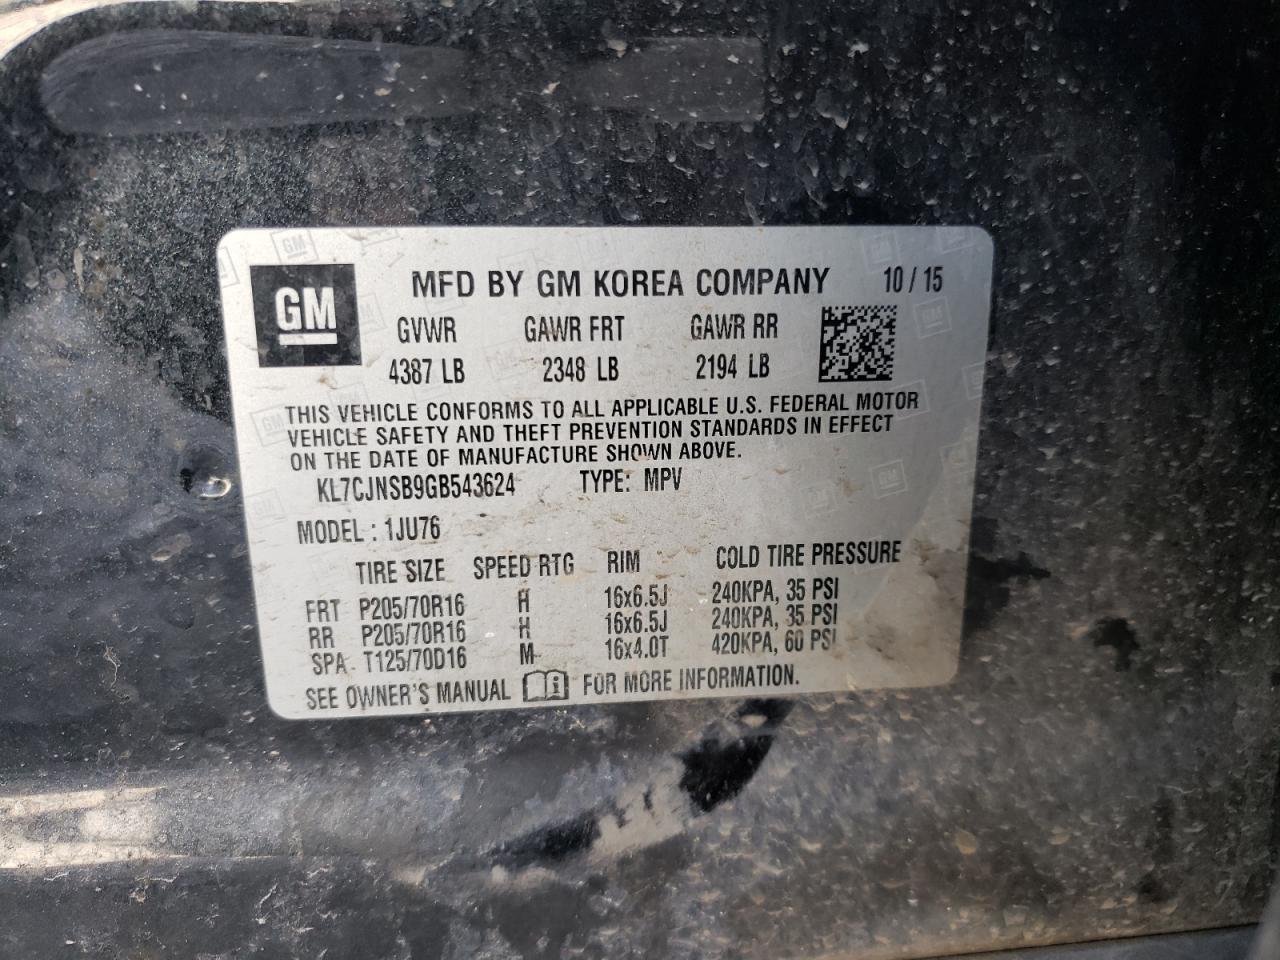 GM
MFD BY GM KOREA COMPANY 10 / 15
GVWR GAWR FRT GAWR RR
4387 LB 2348 LB 2194 LB
THIS VEHICLE CONFORMS TO ALL APPLICABLE U.S. FEDERAL MOTOR
VEHICLE SAFETY AND THEFT PREVENTION STANDARDS IN EFFECT
ON THE DATE OF MANUFACTURE SHOWN ABOVE.
KL7CJNSB9GB543624 TYPE: MPV
MODEL : 1JU76
TIRE SIZE SPEED RTG RIM COLD TIRE PRESSURE
FRT P205/70R16 H 16x6.5J 240KPA, 35 PSI
RR P205/70R16 H 16x6.5J 240KPA, 35 PSI
SPA T125/70D16 M 16x4.0T 420KPA, 60 PSI
SEE OWNER'S MANUAL FOR MORE INFORMATION.